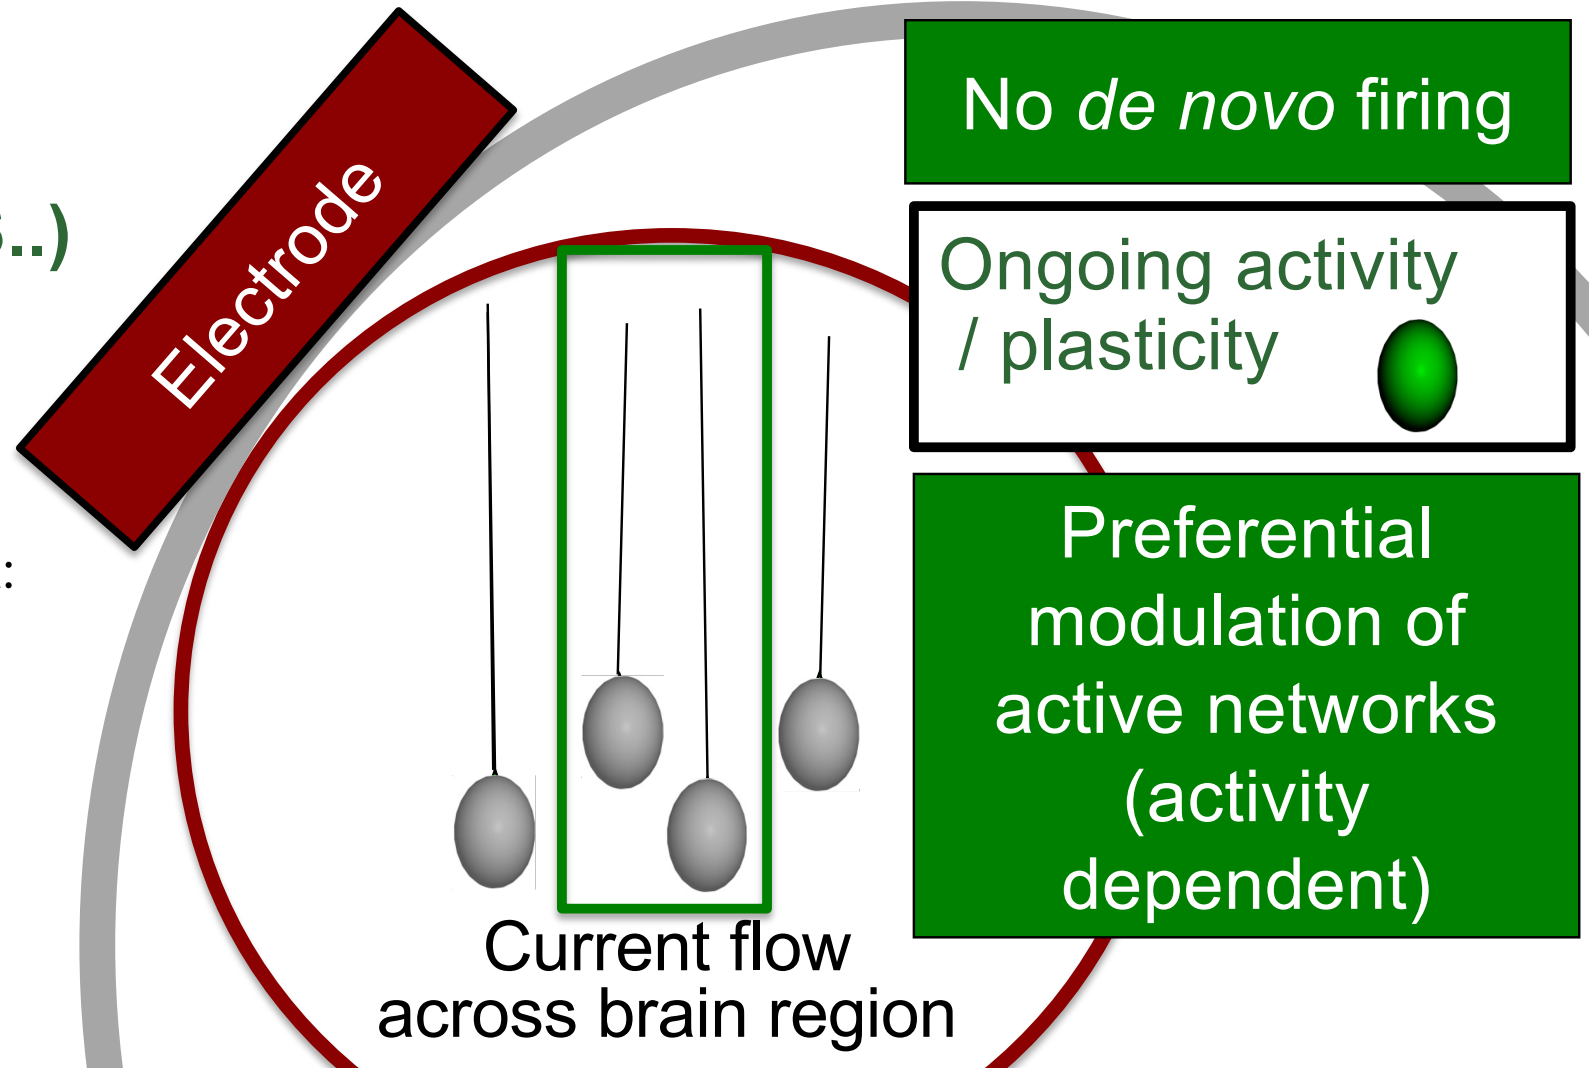 ..)
Electrode
:
No de novo firing
Ongoing activity
/ plasticity
Preferential
modulation of
active networks
(activity
dependent)
Current flow
across brain region